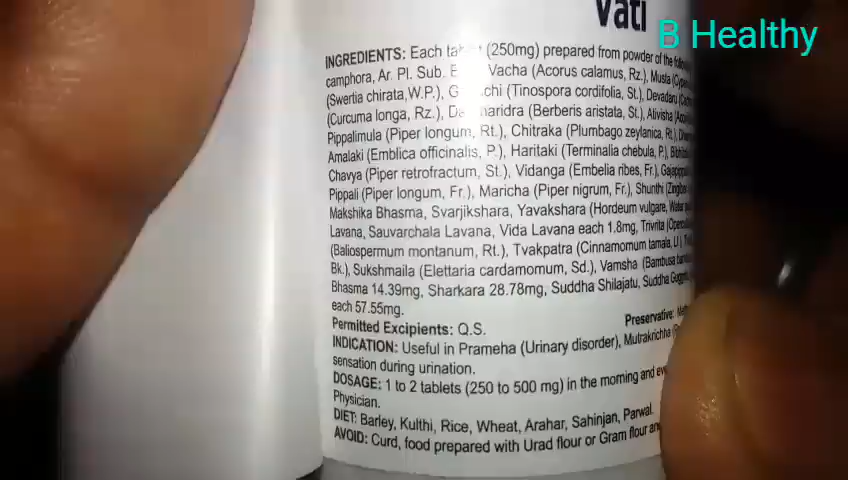 Vati
B Healthy
INGREDIENTS: Each (250mg) prepared from powder of the
camphora, Ar. Pl. Sub. Vacha (Acorus calamus, Rz.), Musta
(Swertia chirata,W.P.), (Tinospora cordifolia, St.), Devadaru
(Curcuma longa, Rz.), (Berberis aristata, St.), Ativisha
Pippalimula (Piper longum, Rt.), Chitraka (Plumbago zeylanica, Rt.),
Amalaki (Emblica officinalis, P.), Haritaki (Terminalia chebula, P.),
Chavya (Piper retrofractum, St.), Vidanga (Embelia ribes, Fr.),
Pippali (Piper longum, Fr.), Maricha (Piper nigrum, Fr.), Shunthi
Makshika Bhasma, Svarjikshara, Yavakshara (Hordeum vulgare, Water
Lavana, Sauvarchala Lavana, Vida Lavana each 1.8mg, Trivrita
(Baliospermum montanum, Rt.), Tvakpatra (Cinnamomum tamala,
Bk.), Sukshmaila (Elettaria cardamomum, Sd.), Vamsha (Bambusa
Bhasma 14.39mg, Sharkara 28.78mg, Suddha Shilajatu, Suddha
each 57.55mg.
Permitted Excipients: Q.S. Preservative:
INDICATION: Useful in Prameha (Urinary disorder), Mutrakrichha
sensation during urination.
DOSAGE: 1 to 2 tablets (250 to 500 mg) in the morning and
Physician.
DIET: Barley, Kulthi, Rice, Wheat, Arahar, Sahinjan, Parwal.
AVOID: Curd, food prepared with Urad flour or Gram flour